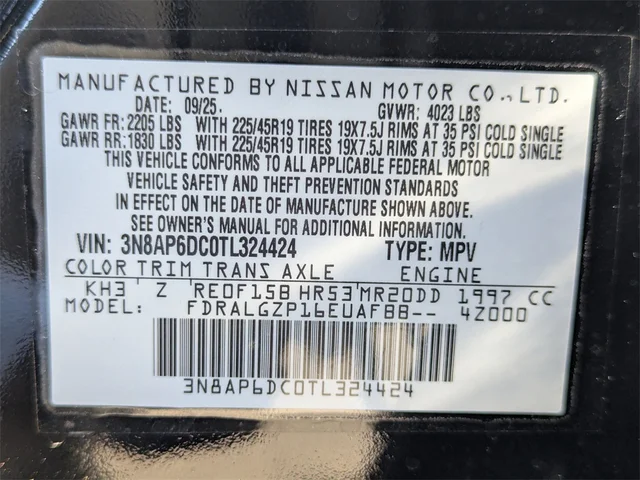 MANUFACTURED BY NISSAN MOTOR CO., LTD.
DATE: 09/25. GVWR: 4023 LBS
GAWR FR: 2205 LBS WITH 225/45R19 TIRES 19X7.5J RIMS AT 35 PSI COLD SINGLE
GAWR RR: 1830 LBS WITH 225/45R19 TIRES 19X7.5J RIMS AT 35 PSI COLD SINGLE
THIS VEHICLE CONFORMS TO ALL APPLICABLE FEDERAL MOTOR
VEHICLE SAFETY AND THEFT PREVENTION STANDARDS
IN EFFECT ON THE DATE OF MANUFACTURE SHOWN ABOVE.
SEE OWNER'S MANUAL FOR ADDITIONAL INFORMATION.
VIN: 3N8AP6DC0TL324424 TYPE: MPV
COLOR TRIM TRANS AXLE ENGINE
KH3 Z RE0F15B HR53 MR20DD 1997 CC
MODEL: FDRALGZP16EUAFBB-- 4Z000
3N8AP6DC0TL324424